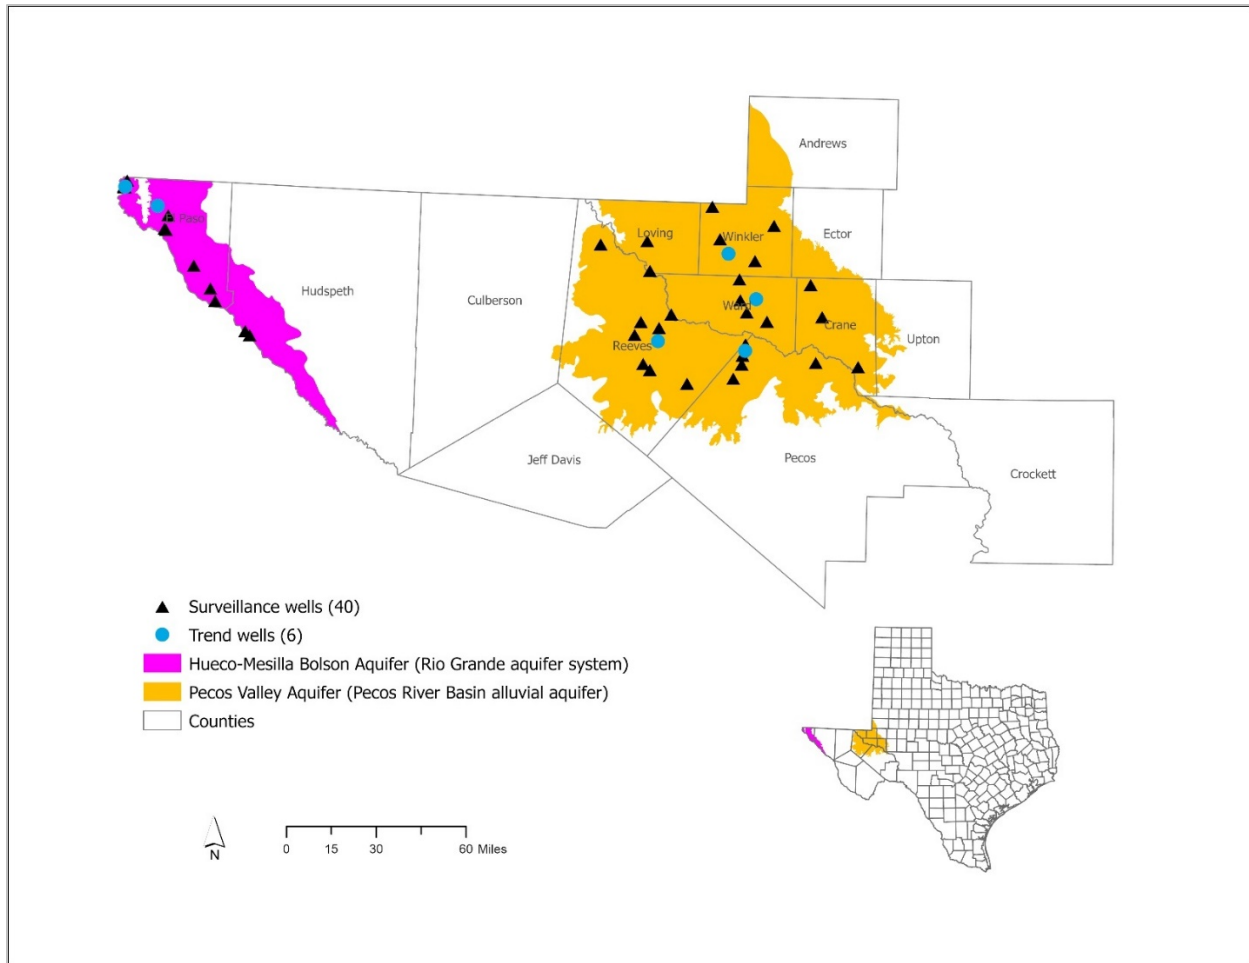 Andrews
Paso
Loving
Winkler
Ector
Hudspeth
Culberson
Ward
Crane
Reeves
Upton
Jeff Davis
Pecos
Crockett
Surveillance wells (40)
Trend wells (6)
Hueco-Mesilla Bolson Aquifer (Rio Grande aquifer system)
Pecos Valley Aquifer (Pecos River Basin alluvial aquifer)
Counties
N
0 15 30 60 Miles